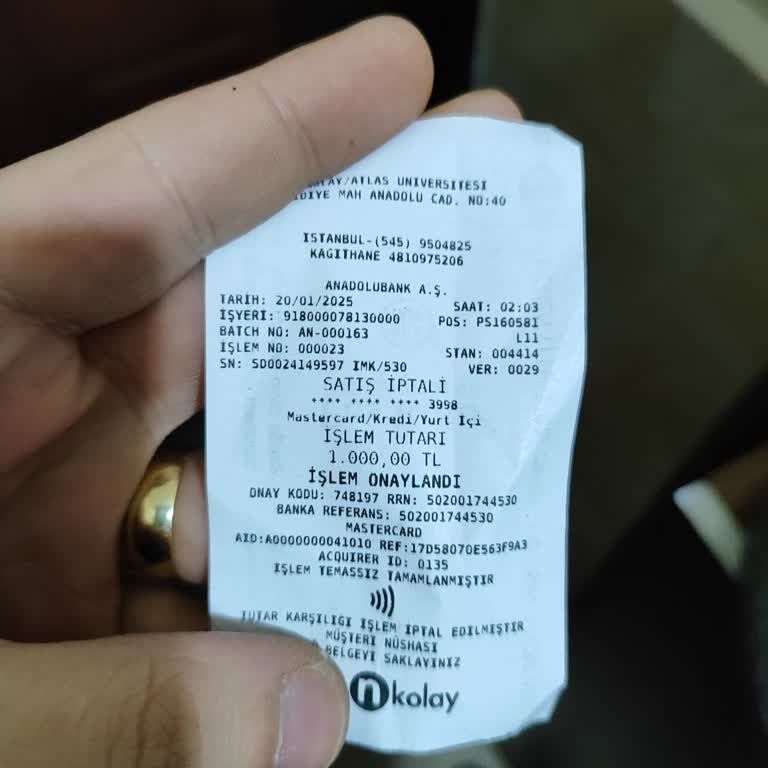 /ATLAS UNIVERSITESI
MAH ANADOLU CAD. NO:40
ISTANBUL-(545) 9504825
KAGITHANE 4810975206
ANADOLUBANK A.Ş.
TARİH: 20/01/2025 SAAT: 02:03
İŞYERİ: 918000078130000 POS: PS160581
BATCH NO: AN-000163 L11
İŞLEM NO: 000023 STAN: 004414
SN: SD0024149597 IMK/530 VER: 0029
SATIŞ İPTALİ
**** **** **** 3998
Mastercard/Kredi/Yurt İçi
İŞLEM TUTARI
1.000,00 TL
İŞLEM ONAYLANDI
ONAY KODU: 748197 RRN: 502001744530
BANKA REFERANS: 502001744530
MASTERCARD
AID:A0000000041010 REF:17D58070E563F9A3
ACQUIRER ID: 0135
İŞLEM TEMASSIZ TAMAMLANMIŞTIR
TUTAR KARŞILIĞI İŞLEM İPTAL EDİLMİŞTİR
MÜŞTERİ NÜSHASI
BELGEYİ SAKLAYINIZ
nkolay